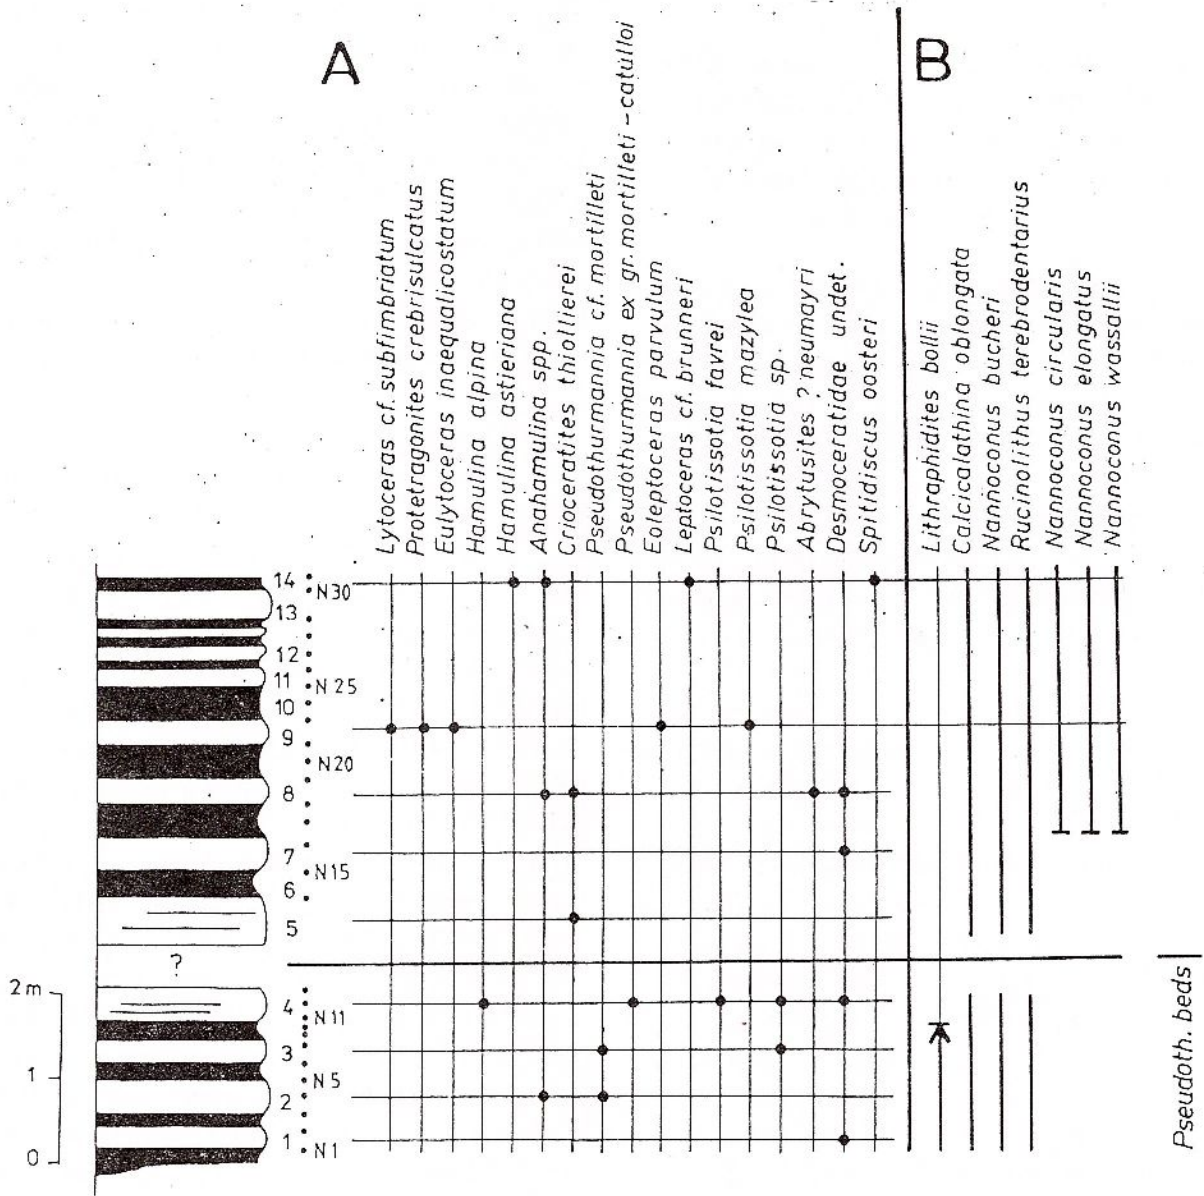 A
B
Lytoceras cf. subfimbriatum
Protetragonites crebrisulcatus
Eulytoceras inaequalicostatum
Hamulina alpina
Hamulina astieriana
Anahamulina spp.
Crioceratites thiollierei
Pseudothurmannia cf. mortilleti
Pseudothurmannia ex gr. mortilleti - catulloi
Eoleptoceras parvulum
Leptoceras cf. brunneri
Psilotissotia favrei
Psilotissotia mazylea
Psilotissotia sp.
Abrytusites ? neumayri
Desmoceratidae undet.
Spitidiscus oosteri
Lithraphidites bollii
Calcicalathina oblongata
Nannoconus bucheri
Rucinolithus terebrodentarius
Nannoconus circularis
Nannoconus elongatus
Nannoconus wassallii
14 N30
13
12
11 N 25
10
9
N20
8
7
N15
6
5
?
2 m
4
N11
3
1
N5
2
1
N1
0
Pseudoth. beds